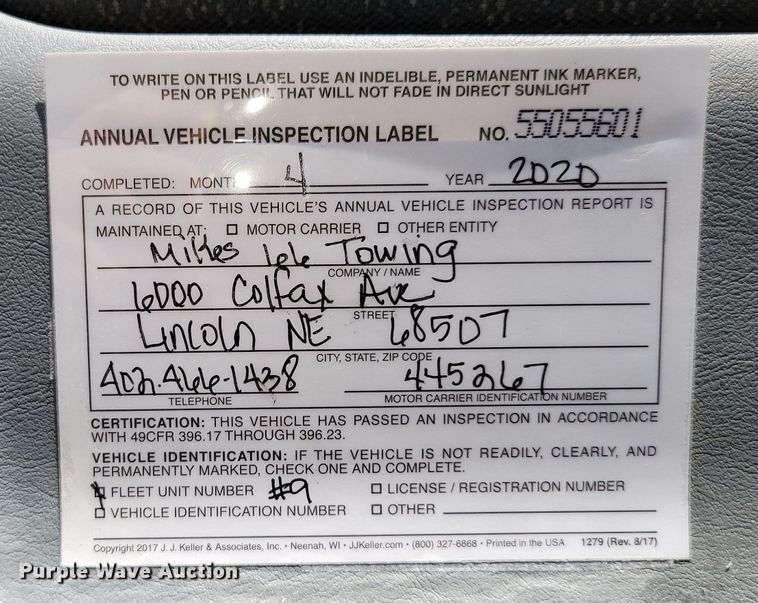 TO WRITE ON THIS LABEL USE AN INDELIBLE, PERMANENT INK MARKER,
PEN OR PENCIL THAT WILL NOT FADE IN DIRECT SUNLIGHT
ANNUAL VEHICLE INSPECTION LABEL NO. 55055601
COMPLETED: MONTH 4 YEAR 2020
A RECORD OF THIS VEHICLE'S ANNUAL VEHICLE INSPECTION REPORT IS
MAINTAINED AT: ☐ MOTOR CARRIER ☐ OTHER ENTITY
Mikes 66 Towing
COMPANY / NAME
6000 Colfax Ave
STREET
Lincoln NE 68507
CITY, STATE, ZIP CODE
402-466-1438 445267
TELEPHONE MOTOR CARRIER IDENTIFICATION NUMBER
CERTIFICATION: THIS VEHICLE HAS PASSED AN INSPECTION IN ACCORDANCE
WITH 49CFR 396.17 THROUGH 396.23.
VEHICLE IDENTIFICATION: IF THE VEHICLE IS NOT READILY, CLEARLY, AND
PERMANENTLY MARKED, CHECK ONE AND COMPLETE.
FLEET UNIT NUMBER #9 ☐ LICENSE / REGISTRATION NUMBER
☐ VEHICLE IDENTIFICATION NUMBER ☐ OTHER
Copyright 2017 J. J. Keller & Associates, Inc. • Neenah, WI • JJKeller.com • (800) 327-6868 • Printed in the USA 1279 (Rev. 8/17)
Purple Wave Auction